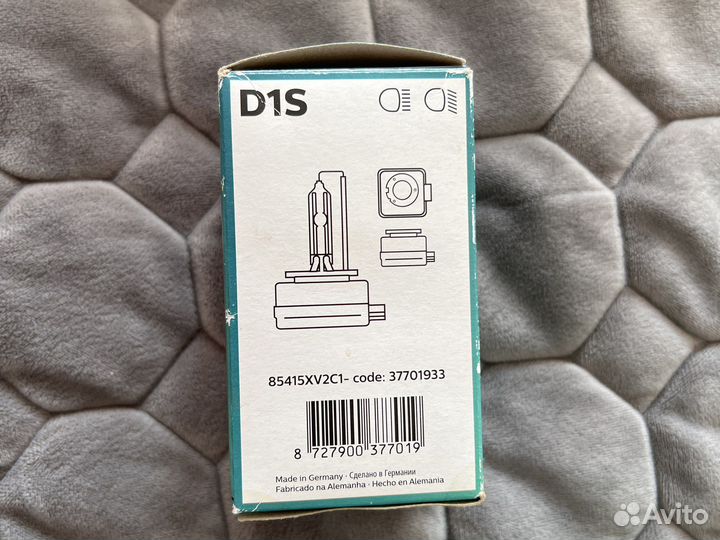 D1S
85415XV2C1- code: 37701933
8 727900 377019
Made in Germany · Сделано в Германии
Fabricado na Alemanha · Hecho en Alemania
Avito